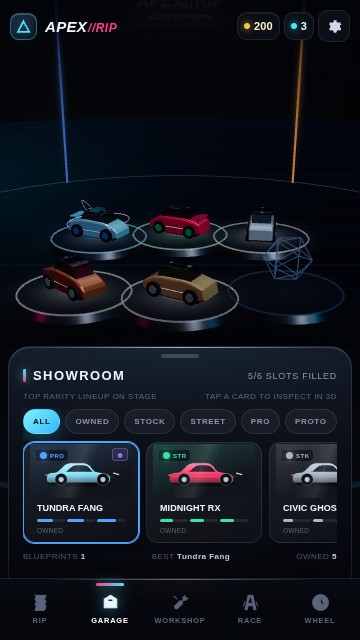 APEX//RIP
200
3
SHOWROOM
5/6 SLOTS FILLED
TOP RARITY LINEUP ON STAGE
TAP A CARD TO INSPECT IN 3D
ALL
OWNED
STOCK
STREET
PRO
PROTO
PRO
TUNDRA FANG
OWNED
STR
MIDNIGHT RX
OWNED
STK
CIVIC GHOS
OWNED
BLUEPRINTS 1
BEST Tundra Fang
OWNED 5
RIP
GARAGE
WORKSHOP
RACE
WHEEL